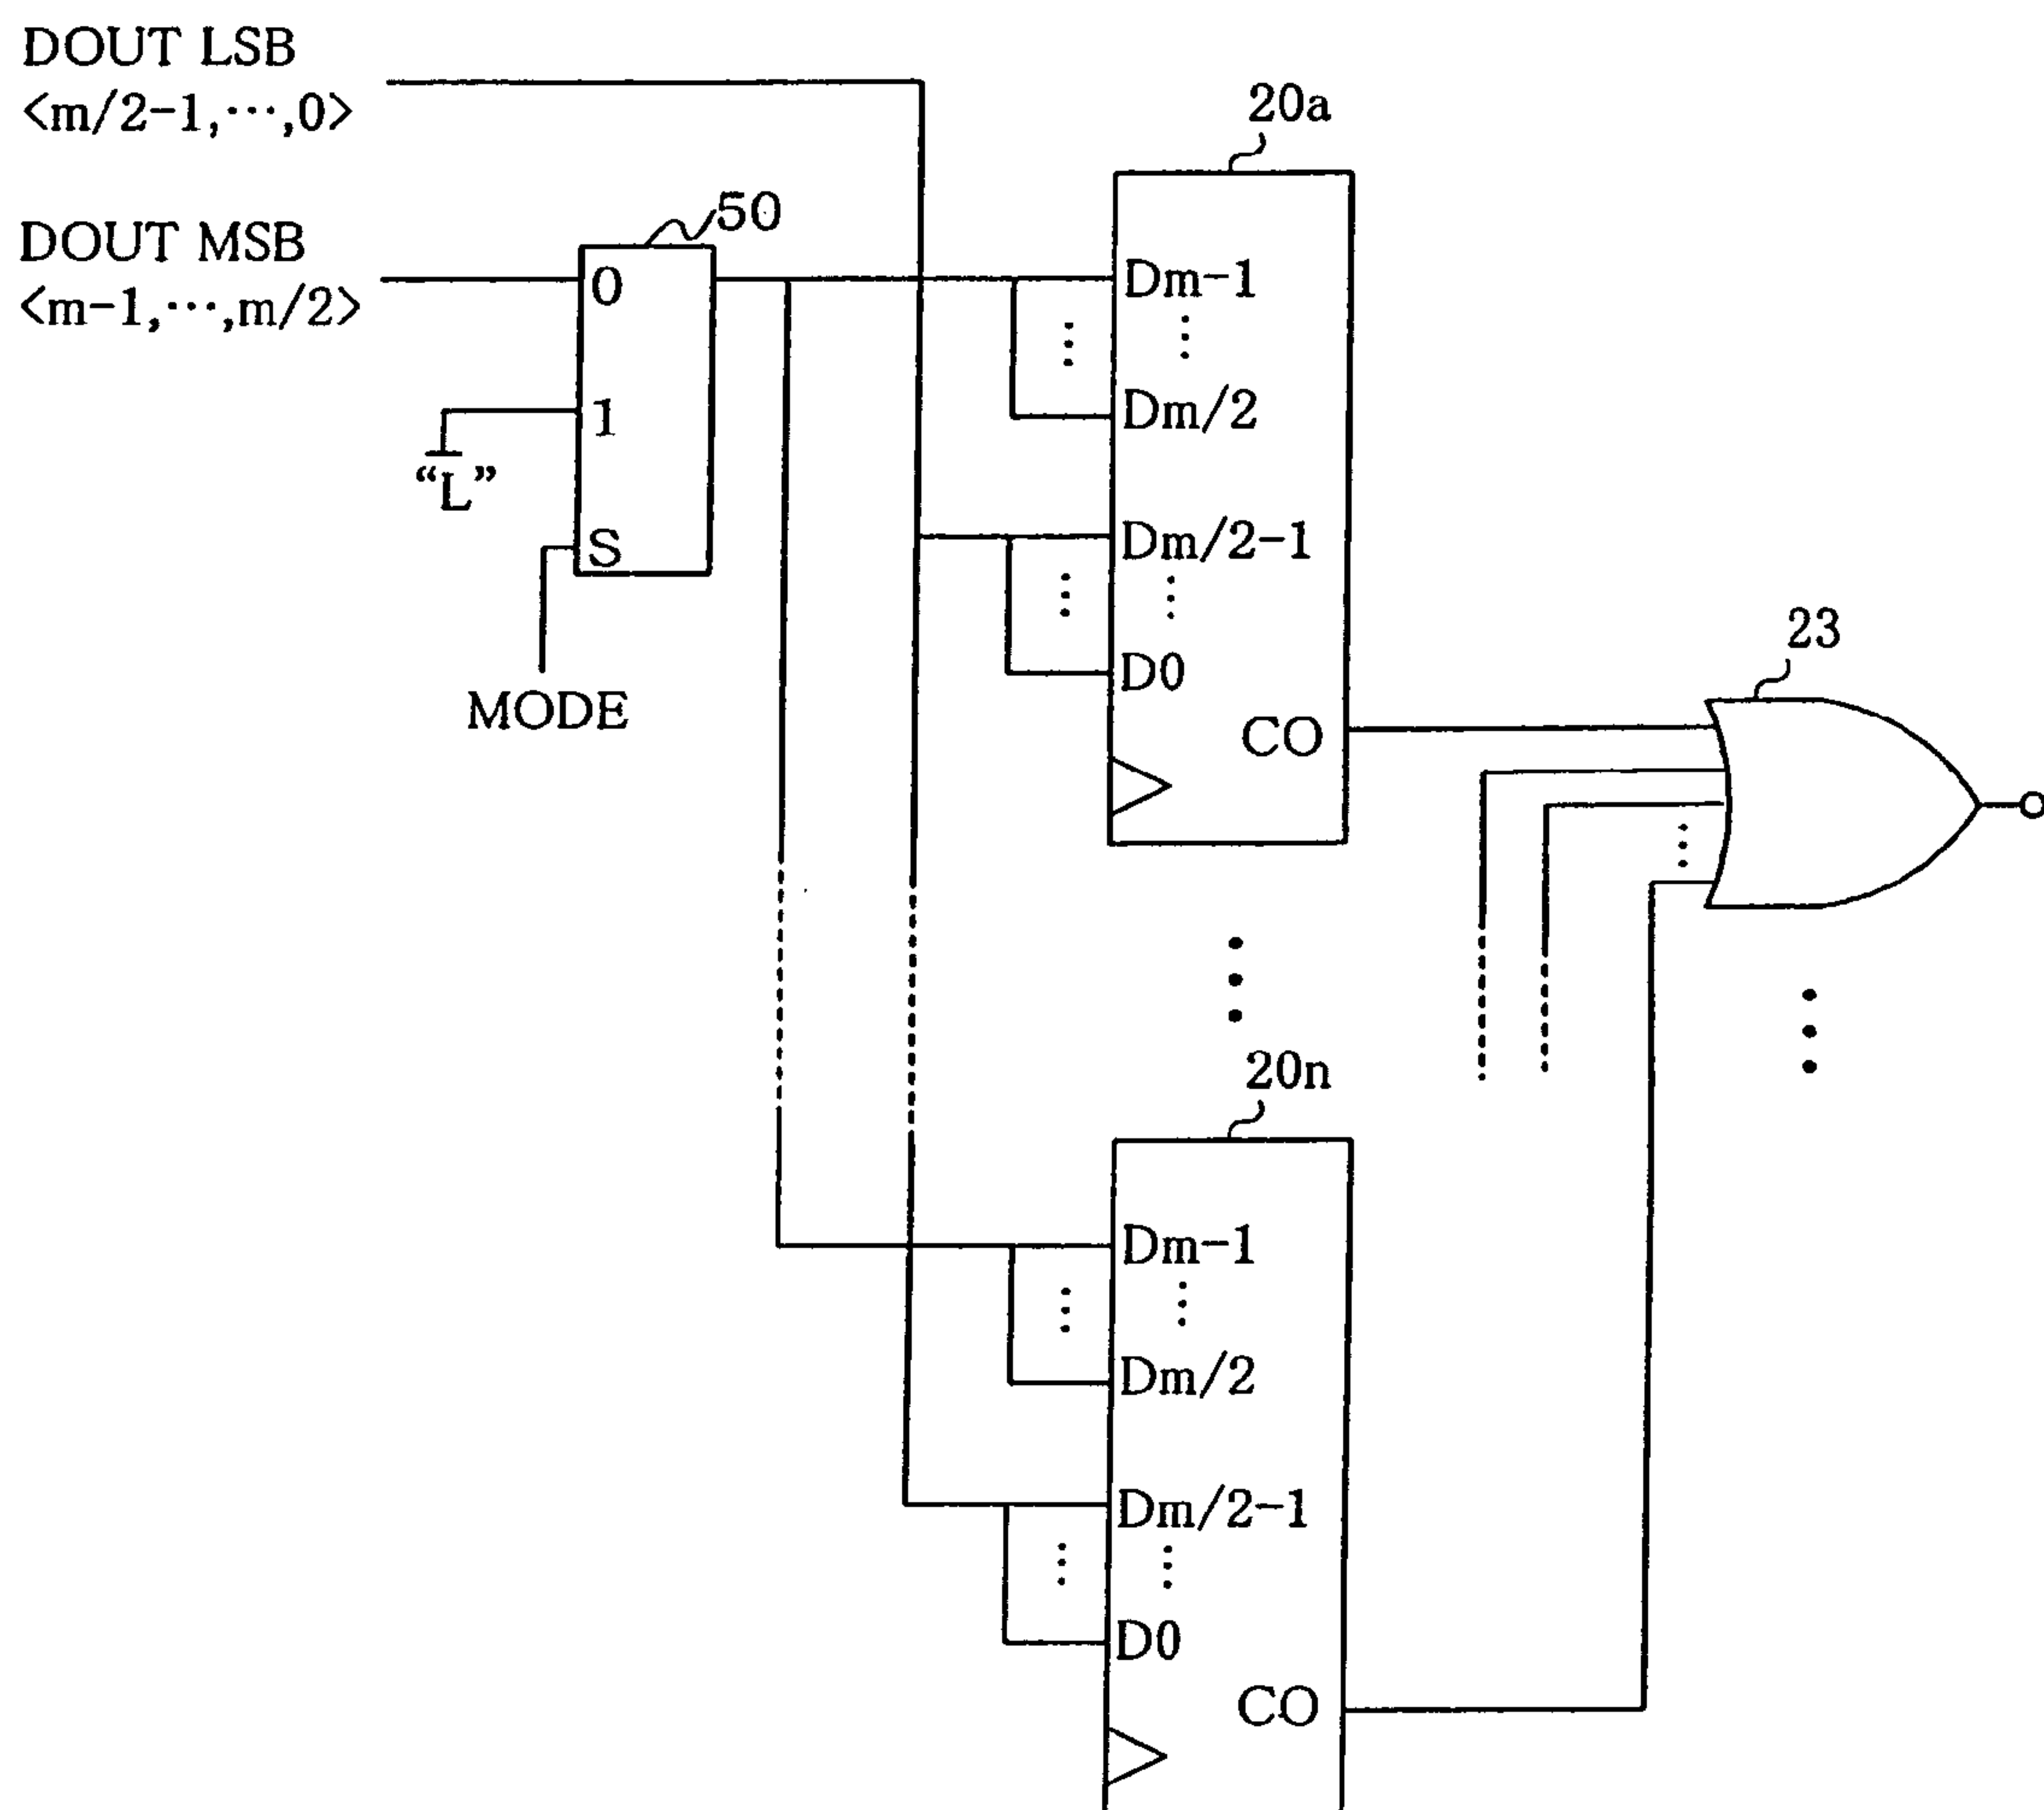 DOUT LSB
<m/2-1,···,0>
20a
50
DOUT MSB
<m-1,···,m/2>
0
Dm-1
Dm/2
1
“L”
S
Dm/2-1
D0
MODE
CO
23
20n
Dm-1
Dm/2
Dm/2-1
D0
CO